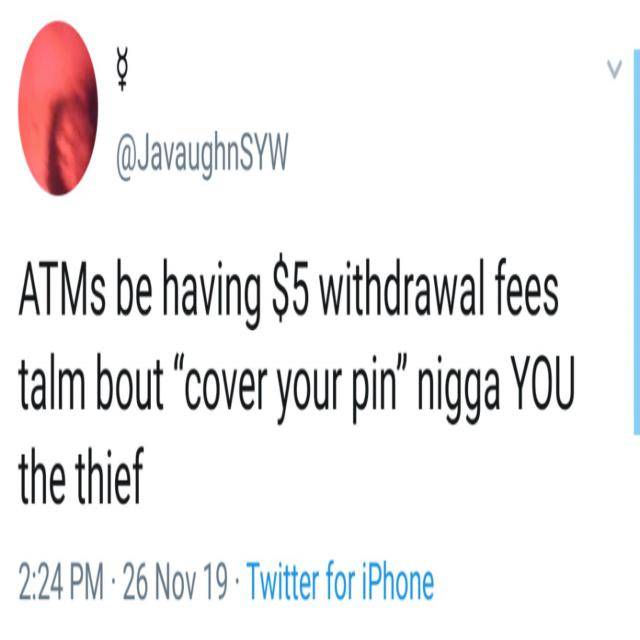 ☿
@JavaughnSYW
ATMs be having $5 withdrawal fees
talm bout “cover your pin” nigga YOU
the thief
2:24 PM · 26 Nov 19 · Twitter for iPhone